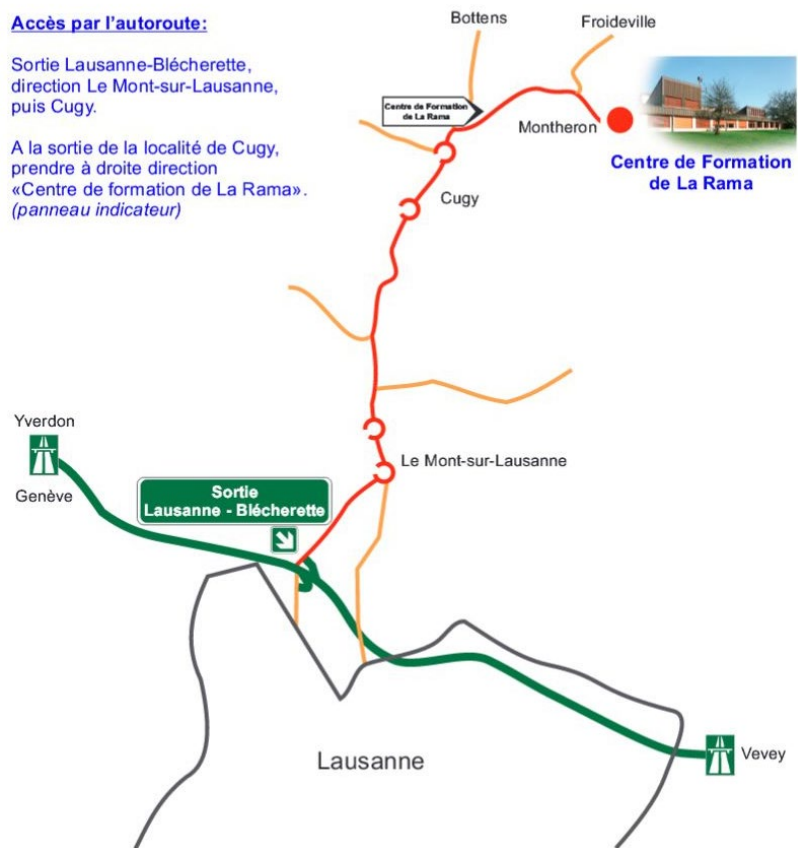 Accès par l'autoroute:
Sortie Lausanne-Blécherette,
direction Le Mont-sur-Lausanne,
puis Cugy.
A la sortie de la localité de Cugy,
prendre à droite direction
«Centre de formation de La Rama».
(panneau indicateur)
Bottens
Froideville
Centre de Formation
de La Rama
Montheron
Centre de Formation
de La Rama
Cugy
Yverdon
Genève
Le Mont-sur-Lausanne
Sortie
Lausanne - Blécherette
Lausanne
Vevey